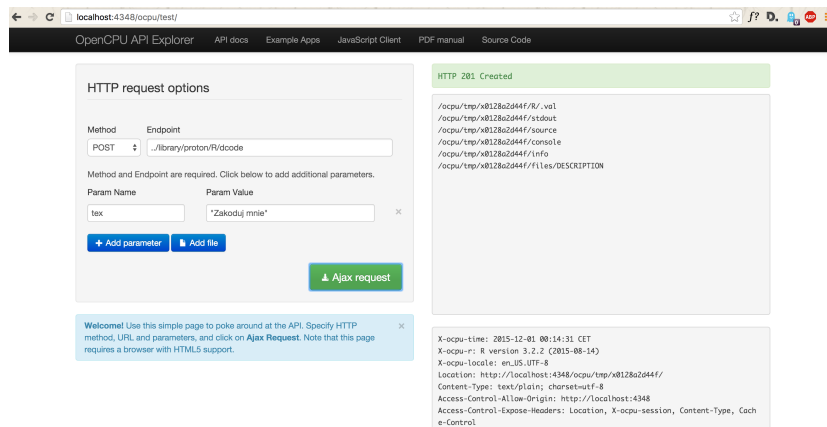 localhost:4348/ocpu/test/
f? D. ABP
OpenCPU API Explorer API docs Example Apps JavaScript Client PDF manual Source Code
HTTP request options
Method Endpoint
POST ../library/proton/R/dcode
Method and Endpoint are required. Click below to add additional parameters.
Param Name Param Value
tex "Zakoduj mnie" ×
+ Add parameter Add file
Ajax request
Welcome! Use this simple page to poke around at the API. Specify HTTP ×
method, URL and parameters, and click on Ajax Request. Note that this page
requires a browser with HTML5 support.
HTTP 201 Created
/ocpu/tmp/x0128a2d44f/R/.val
/ocpu/tmp/x0128a2d44f/stdout
/ocpu/tmp/x0128a2d44f/source
/ocpu/tmp/x0128a2d44f/console
/ocpu/tmp/x0128a2d44f/info
/ocpu/tmp/x0128a2d44f/files/DESCRIPTION
X-ocpu-time: 2015-12-01 00:14:31 CET
X-ocpu-r: R version 3.2.2 (2015-08-14)
X-ocpu-locale: en_US.UTF-8
Location: http://localhost:4348/ocpu/tmp/x0128a2d44f/
Content-Type: text/plain; charset=utf-8
Access-Control-Allow-Origin: http://localhost:4348
Access-Control-Expose-Headers: Location, X-ocpu-session, Content-Type, Cach
e-Control